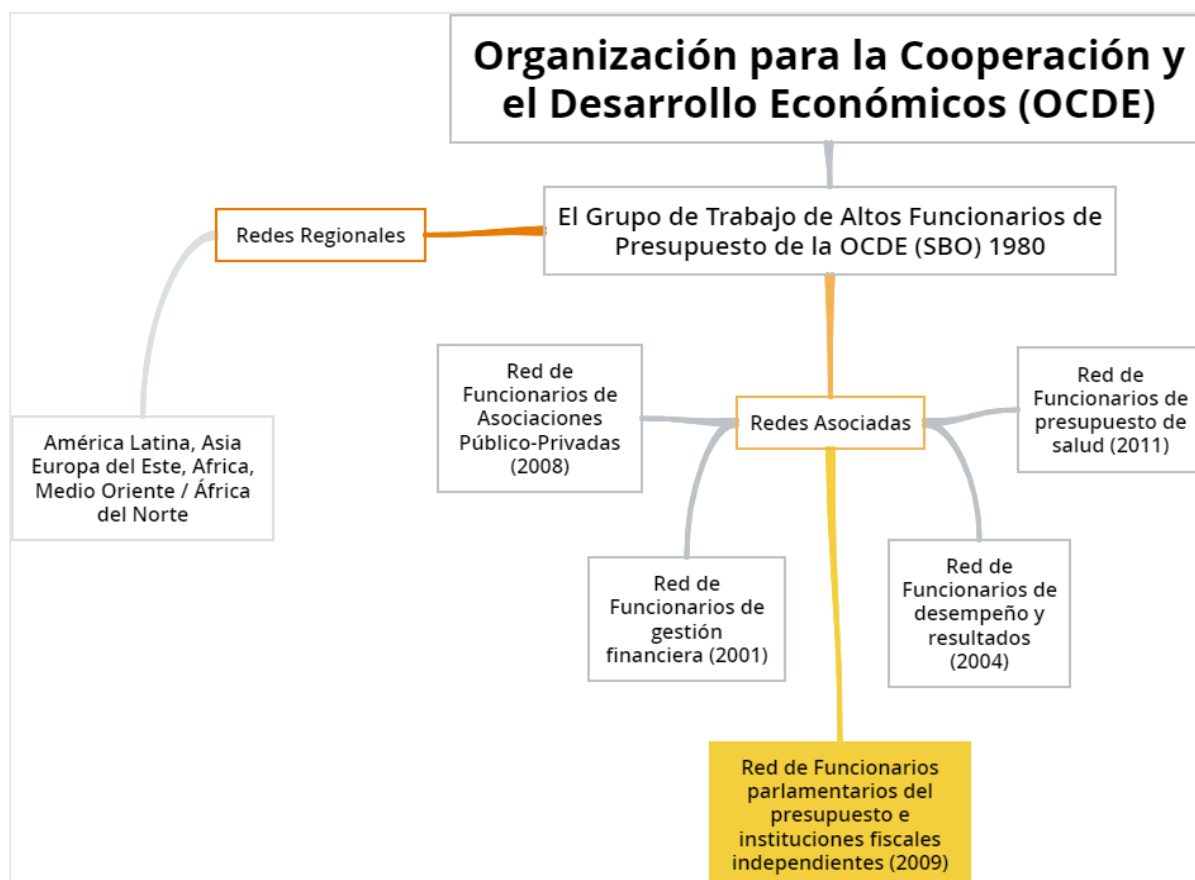 Organización para la Cooperación y
el Desarrollo Económicos (OCDE)
El Grupo de Trabajo de Altos Funcionarios de
Presupuesto de la OCDE (SBO) 1980
Redes Regionales
América Latina, Asia
Europa del Este, Africa,
Medio Oriente / África
del Norte
Redes Asociadas
Red de
Funcionarios de
Asociaciones
Público-Privadas
(2008)
Red de
Funcionarios de
gestión
financiera (2001)
Red de Funcionarios
parlamentarios del
presupuesto e
instituciones fiscales
independientes (2009)
Red de
Funcionarios de
desempeño y
resultados
(2004)
Red de
Funcionarios de
presupuesto de
salud (2011)